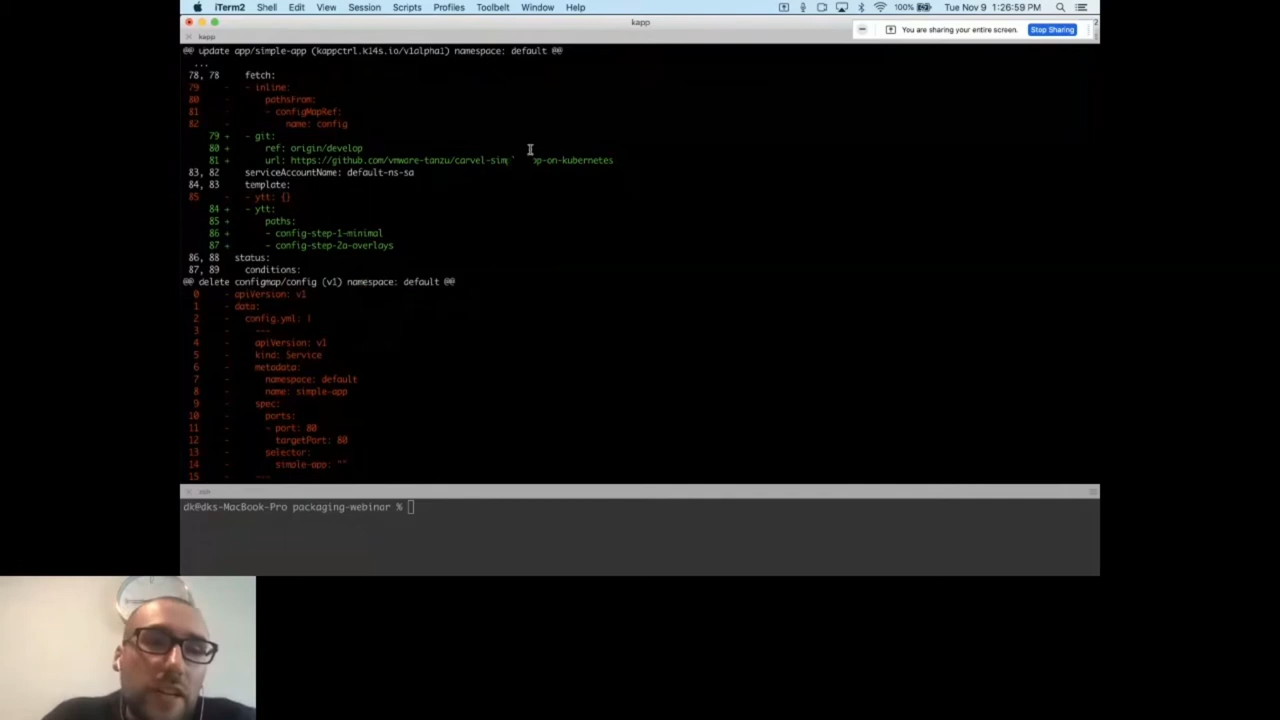 iTerm2 Shell Edit View Session Scripts Profiles Toolbelt Window Help 100% Tue Nov 9 1:26:59 PM
kapp
You are sharing your entire screen. Stop Sharing
kapp
@@ update app/simple-app (kappctrl.k14s.io/v1alpha1) namespace: default @@
...
78, 78 fetch:
79 - - inline:
80 - pathsFrom:
81 - - configMapRef:
82 - name: config
79 + - git:
80 + ref: origin/develop
81 + url: https://github.com/vmware-tanzu/carvel-sim pp-on-kubernetes
83, 82 serviceAccountName: default-ns-sa
84, 83 template:
85 - - ytt: {}
84 + - ytt:
85 + paths:
86 + - config-step-1-minimal
87 + - config-step-2a-overlays
86, 88 status:
87, 89 conditions:
@@ delete configmap/config (v1) namespace: default @@
0 - apiVersion: v1
1 - data:
2 - config.yml: |
3 - ---
4 - apiVersion: v1
5 - kind: Service
6 - metadata:
7 - namespace: default
8 - name: simple-app
9 - spec:
10 - ports:
11 - - port: 80
12 - targetPort: 80
13 - selector:
14 - simple-app: ""
15 - ---
dk@dks-MacBook-Pro packaging-webinar %